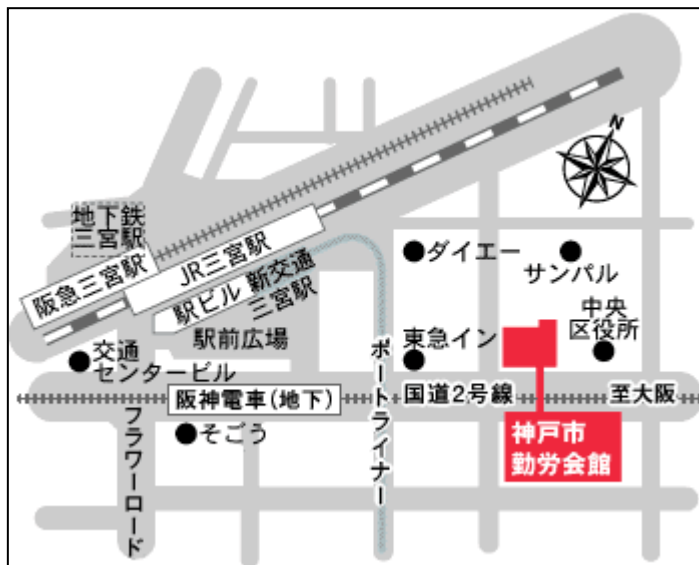 N
地下鉄
三宮駅
阪急三宮駅
JR三宮駅
駅ビル
新交通
三宮駅
駅前広場
ダイエー
サンパル
中央
区役所
東急イン
交通
センタービル
ポートライナー
阪神電車(地下)
国道2号線
至大阪
そごう
フラワーロード
神戸市
勤労会館